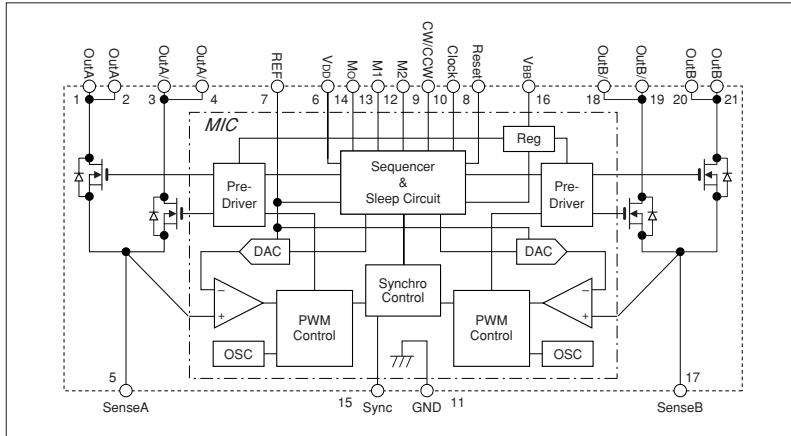 OutA
OutA
OutA/
OutA/
REF
VDD
MO
M1
M2
CW/CCW
Clock
Reset
VBB
OutB/
OutB/
OutB
OutB
1
2
3
4
7
6
14
13
12
9
10
8
16
18
19
20
21
MIC
Reg
Pre-
Driver
Sequencer
&
Sleep Circuit
Pre-
Driver
DAC
DAC
Synchro
Control
−
+
−
+
PWM
Control
PWM
Control
OSC
OSC
5
SenseA
15
Sync
GND
11
17
SenseB